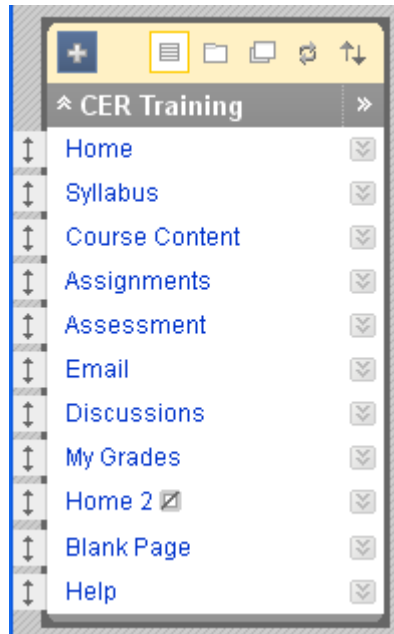 CER Training
Home
Syllabus
Course Content
Assignments
Assessment
Email
Discussions
My Grades
Home 2
Blank Page
Help